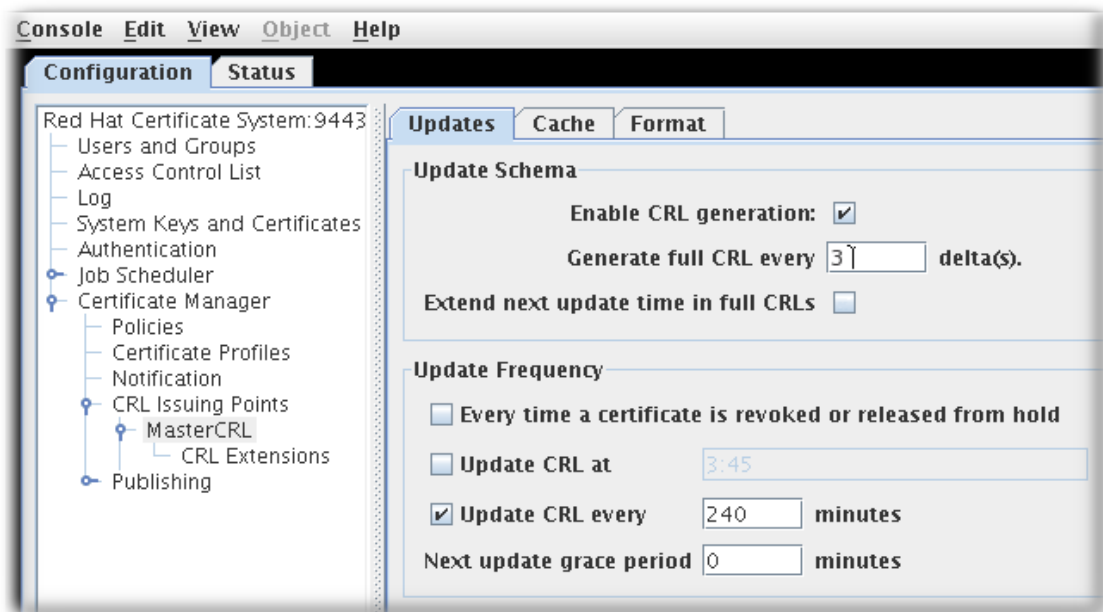 Console Edit View Object Help
Configuration Status
Red Hat Certificate System:9443
Users and Groups
Access Control List
Log
System Keys and Certificates
Authentication
Job Scheduler
Certificate Manager
Policies
Certificate Profiles
Notification
CRL Issuing Points
MasterCRL
CRL Extensions
Publishing
Updates Cache Format
Update Schema
Enable CRL generation:
Generate full CRL every 3 delta(s).
Extend next update time in full CRLs
Update Frequency
Every time a certificate is revoked or released from hold
Update CRL at 3:45
Update CRL every 240 minutes
Next update grace period 0 minutes